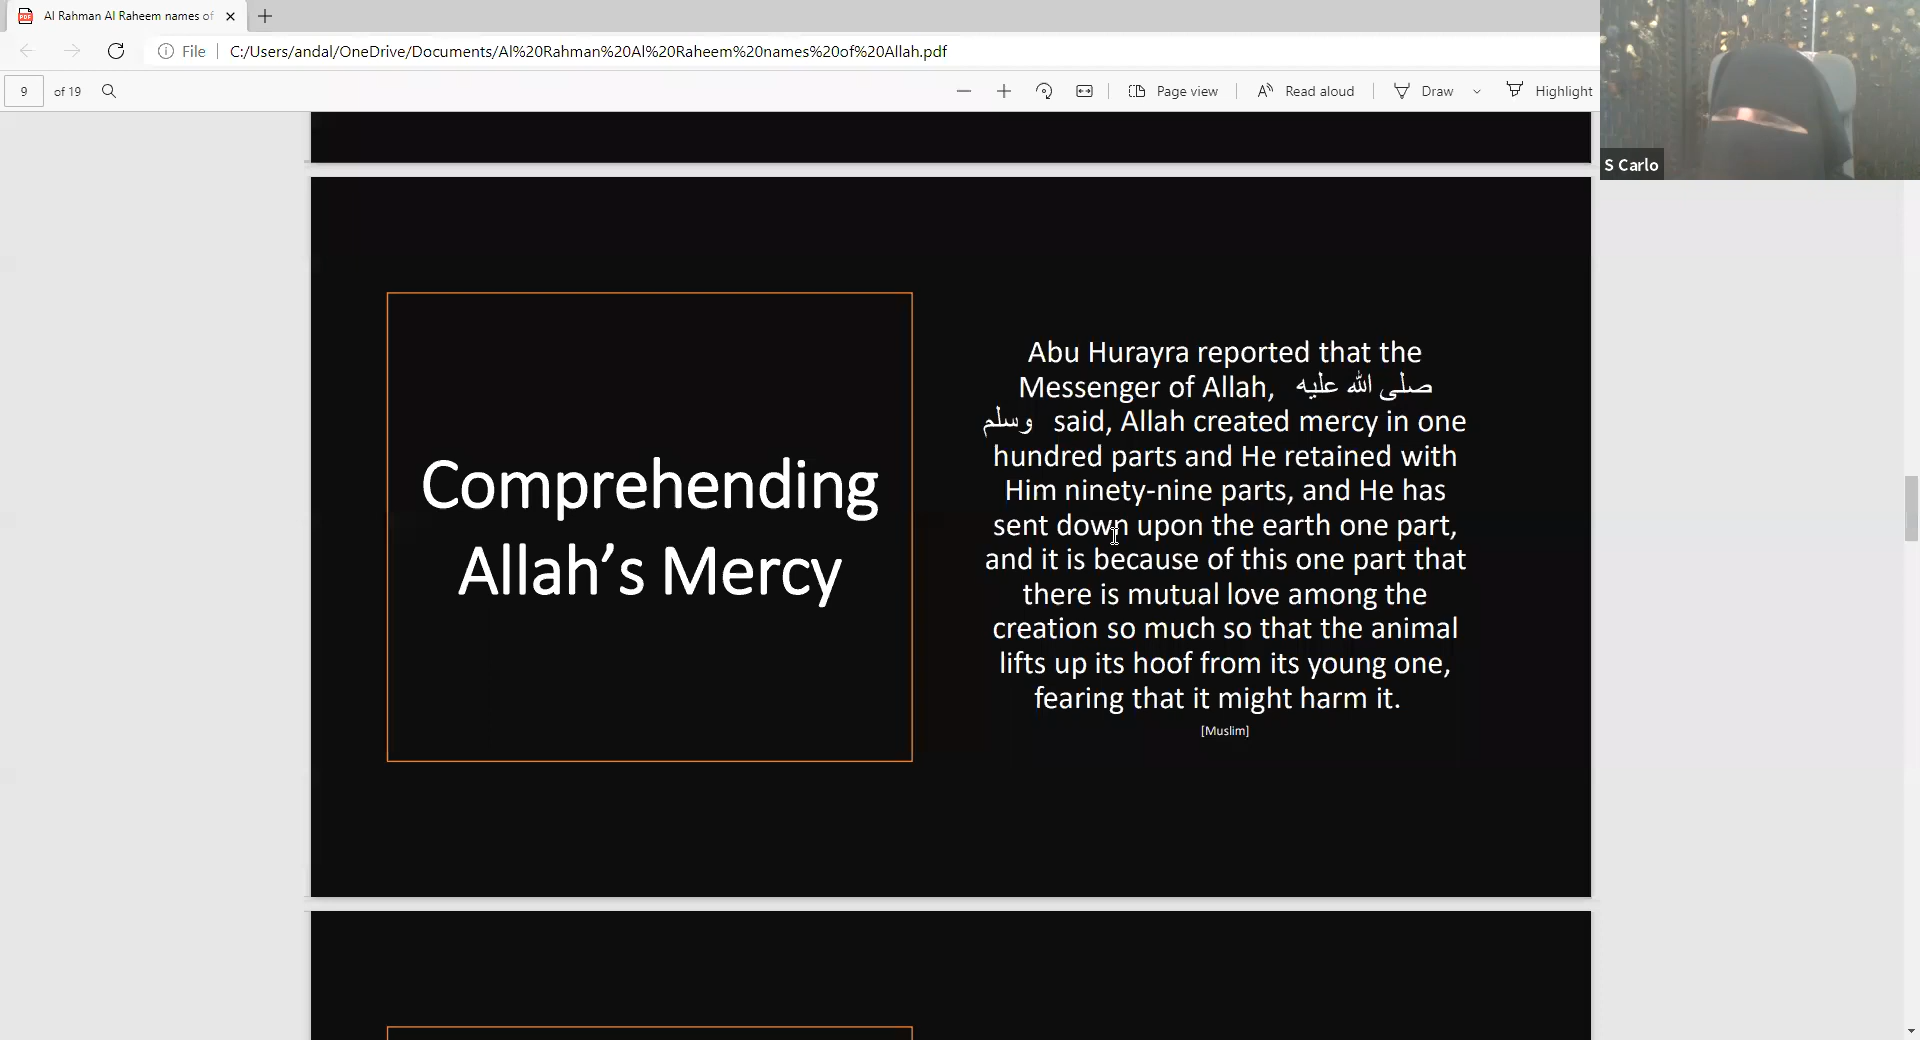 Al Rahman Al Raheem names of
File C:/Users/andal/OneDrive/Documents/Al%20Rahman%20Al%20Raheem%20names%20of%20Allah.pdf
9 of 19 Page view Read aloud Draw Highlight
S Carlo
Comprehending
Allah’s Mercy
Abu Hurayra reported that the
Messenger of Allah, صلى الله عليه
وسلم said, Allah created mercy in one
hundred parts and He retained with
Him ninety-nine parts, and He has
sent down upon the earth one part,
and it is because of this one part that
there is mutual love among the
creation so much so that the animal
lifts up its hoof from its young one,
fearing that it might harm it.
[Muslim]